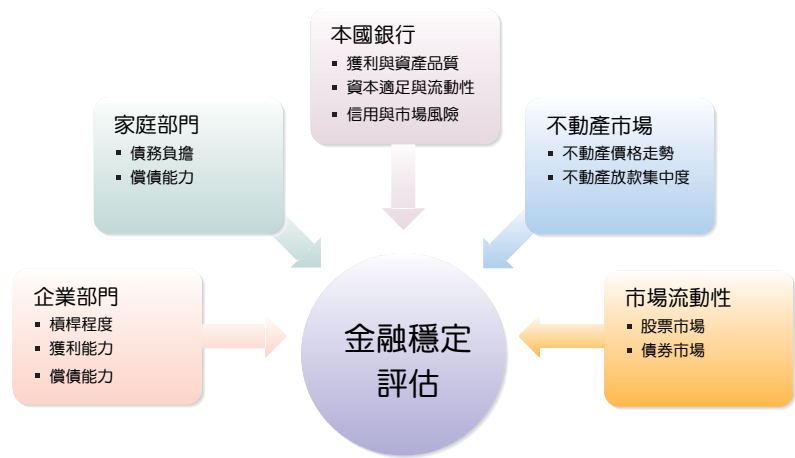 本國銀行
▪ 獲利與資產品質
▪ 資本適足與流動性
▪ 信用與市場風險
家庭部門
▪ 債務負擔
▪ 償債能力
不動產市場
▪ 不動產價格走勢
▪ 不動產放款集中度
企業部門
▪ 槓桿程度
▪ 獲利能力
▪ 償債能力
市場流動性
▪ 股票市場
▪ 債券市場
金融穩定
評估